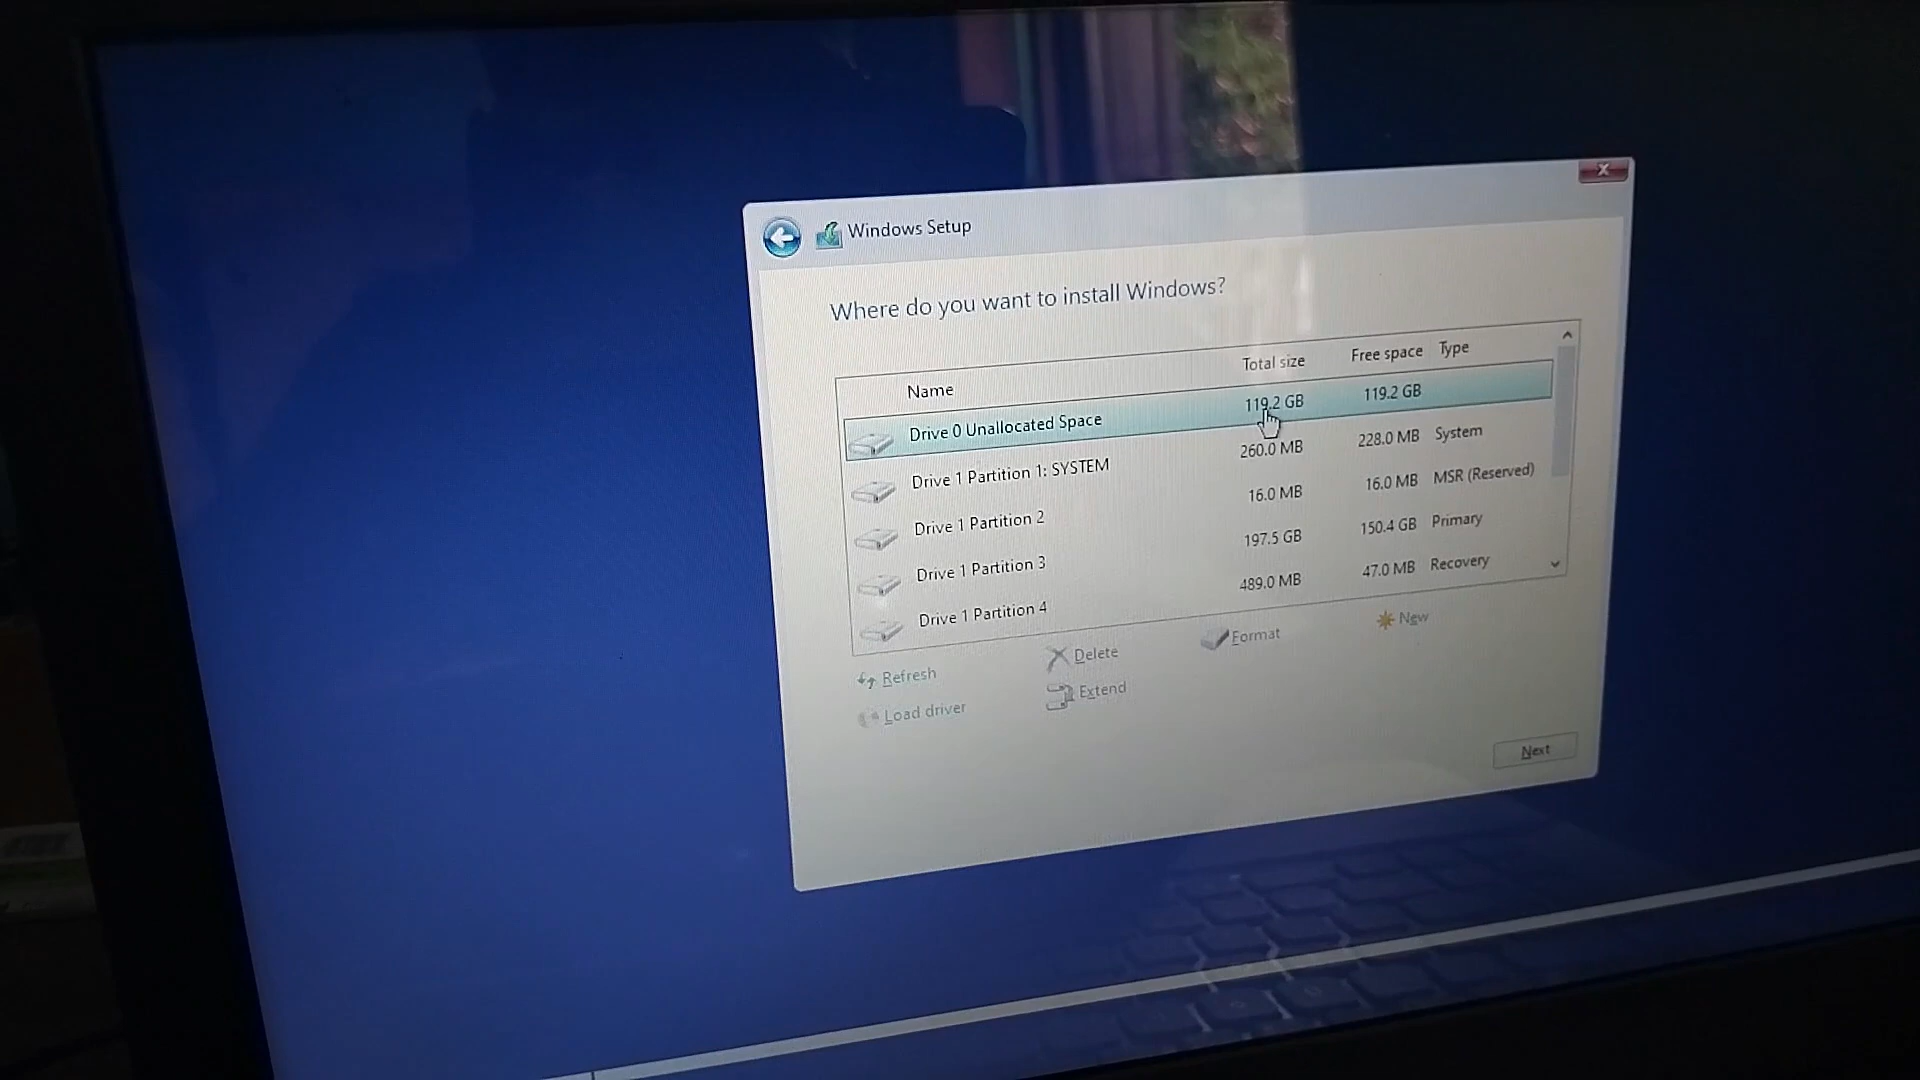 Windows Setup
Where do you want to install Windows?
Name Total size Free space Type
Drive 0 Unallocated Space 119.2 GB 119.2 GB
Drive 1 Partition 1: SYSTEM 260.0 MB 228.0 MB System
Drive 1 Partition 2 16.0 MB 16.0 MB MSR (Reserved)
Drive 1 Partition 3 197.5 GB 150.4 GB Primary
Drive 1 Partition 4 489.0 MB 47.0 MB Recovery
Refresh Delete Format New
Load driver Extend
Next